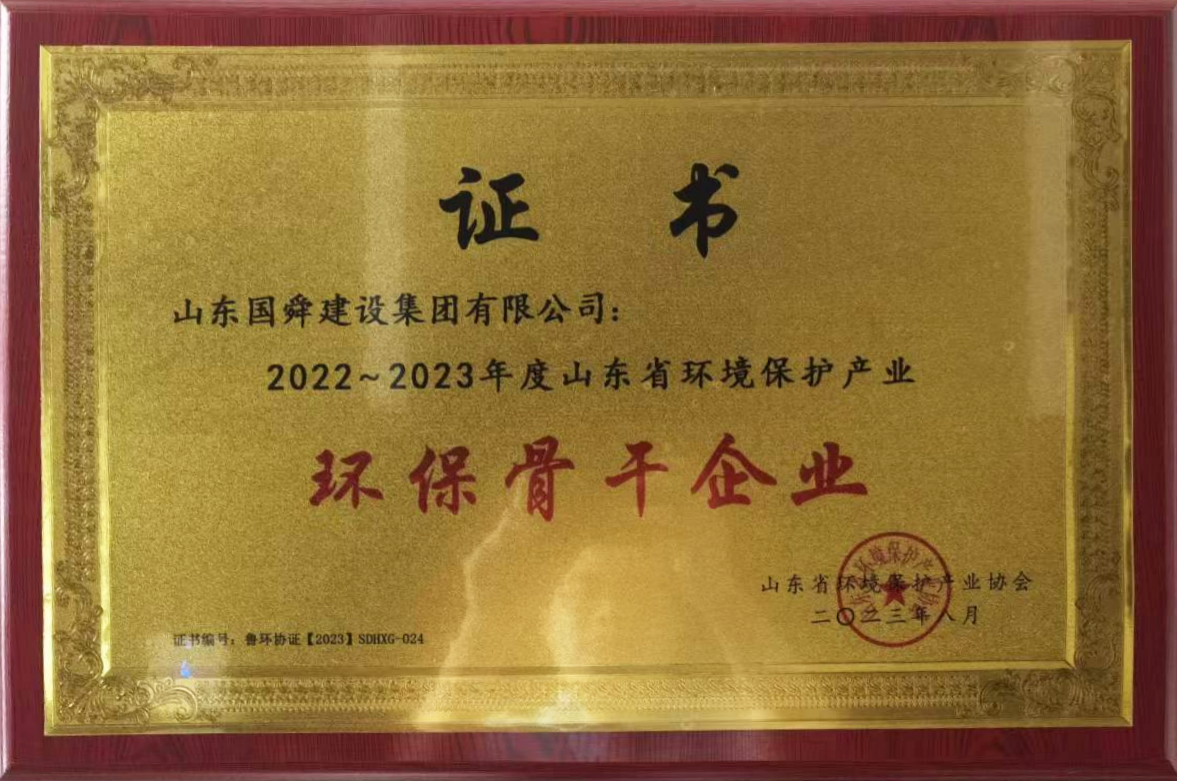 证 书
山东国舜建设集团有限公司：
2022~2023年度山东省环境保护产业
环保骨干企业
山东省环境保护产业协会
二〇二三年八月
证书编号：鲁环协证【2023】SDHXG-024